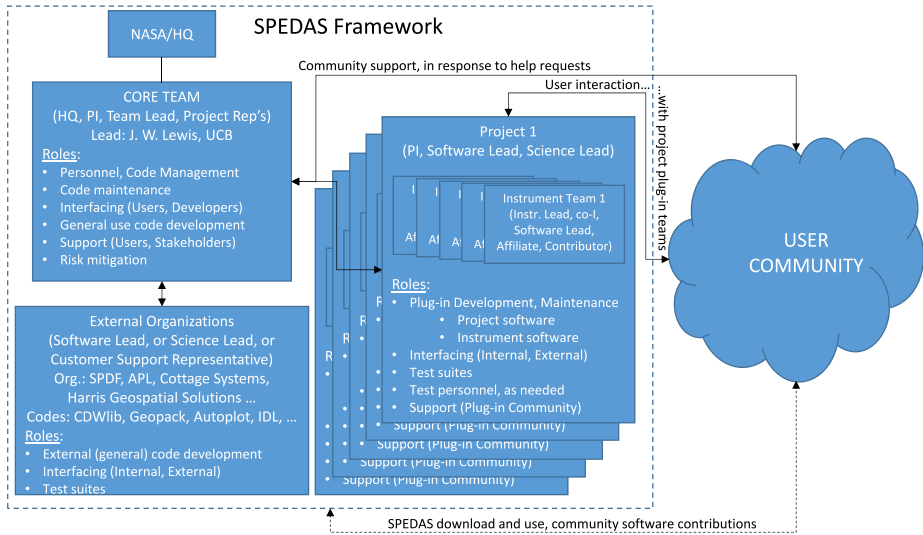 SPEDAS Framework
NASA/HQ
CORE TEAM
(HQ, PI, Team Lead, Project Rep's)
Lead: J. W. Lewis, UCB
Roles:
• Personnel, Code Management
• Code maintenance
• Interfacing (Users, Developers)
• General use code development
• Support (Users, Stakeholders)
• Risk mitigation
External Organizations
(Software Lead, or Science Lead, or
Customer Support Representative)
Org.: SPDF, APL, Cottage Systems,
Harris Geospatial Solutions ...
Codes: CDWlib, Geopack, Autoplot, IDL, ...
Roles:
• External (general) code development
• Interfacing (Internal, External)
• Test suites
Community support, in response to help requests
User interaction...
...with project plug-in teams
Project 1
(PI, Software Lead, Science Lead)
Instrument Team 1
(Instr. Lead, co-I,
Software Lead,
Affiliate, Contributor)
I I I I
Af Af Af Af
Roles:
• Plug-in Development, Maintenance
• Project software
• Instrument software
• Interfacing (Internal, External)
• Test suites
• Test personnel, as needed
• Support (Plug-in Community)
R
R
R
R
• Support (Plug-in Community)
• Support (Plug-in Community)
• Support (Plug-in Community)
• Support (Plug-in Community)
USER
COMMUNITY
SPEDAS download and use, community software contributions